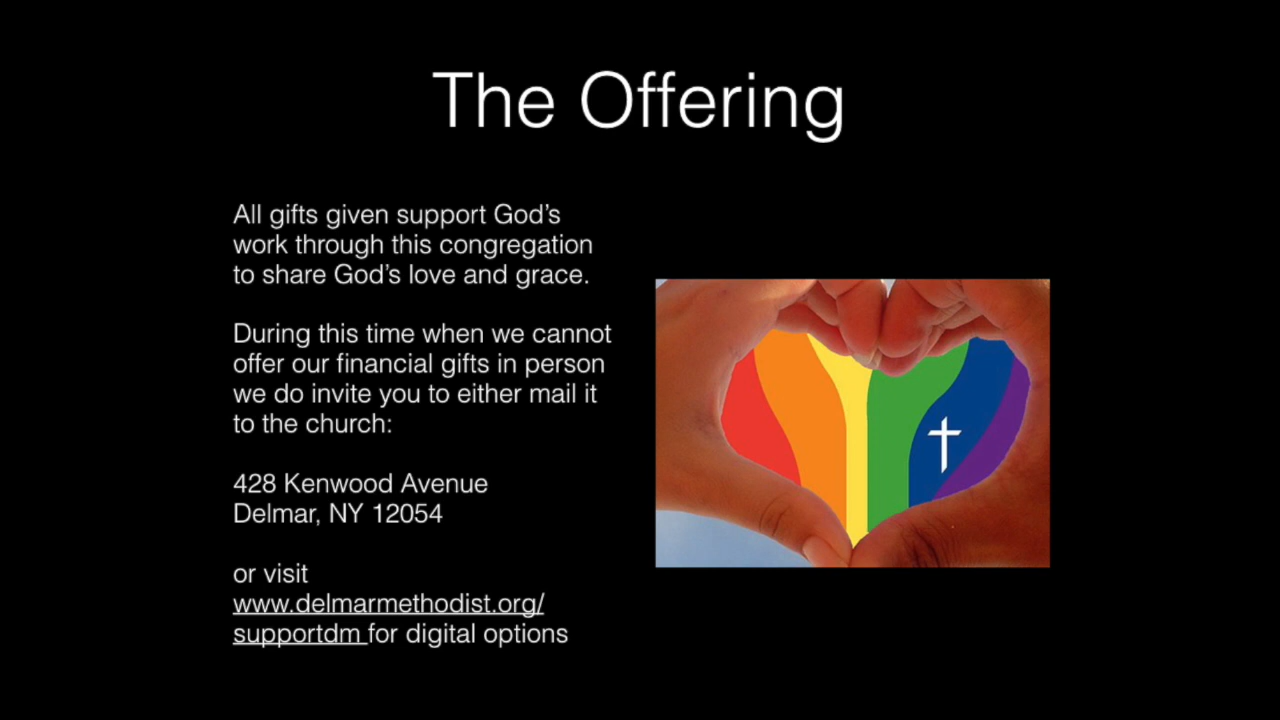 The Offering
All gifts given support God’s
work through this congregation
to share God’s love and grace.
During this time when we cannot
offer our financial gifts in person
we do invite you to either mail it
to the church:
428 Kenwood Avenue
Delmar, NY 12054
or visit
www.delmarmethodist.org/
supportdm for digital options